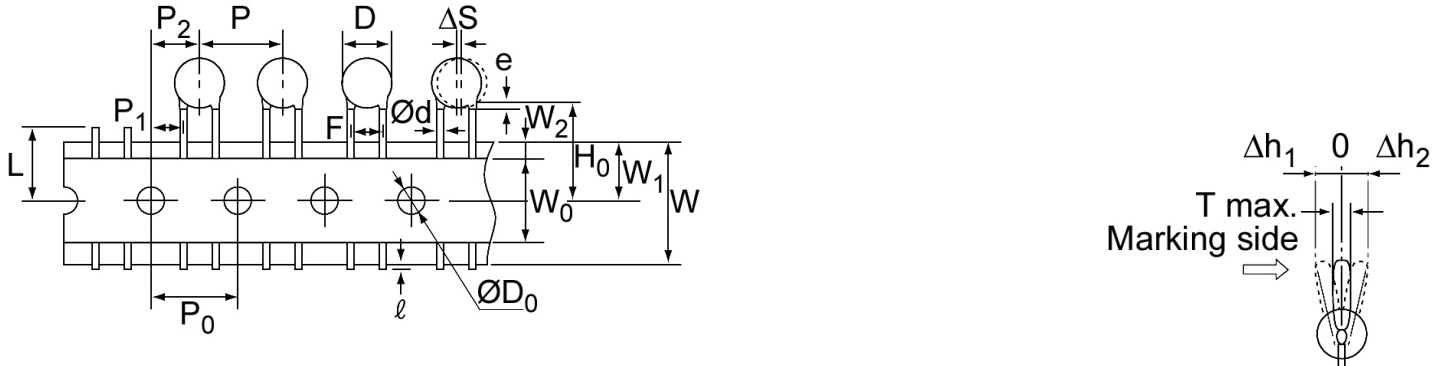 P₂ P D ΔS
e
P₁ F Ød W₂
L H₀ W₁
W₀ W
P₀ ℓ ØD₀
Δh₁ 0 Δh₂
T max.
Marking side